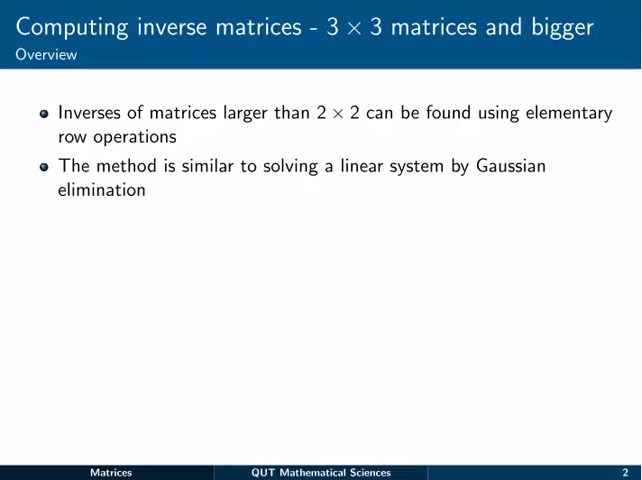 Computing inverse matrices - 3 × 3 matrices and bigger
Overview
Inverses of matrices larger than 2 × 2 can be found using elementary
row operations
The method is similar to solving a linear system by Gaussian
elimination
Matrices QUT Mathematical Sciences 2